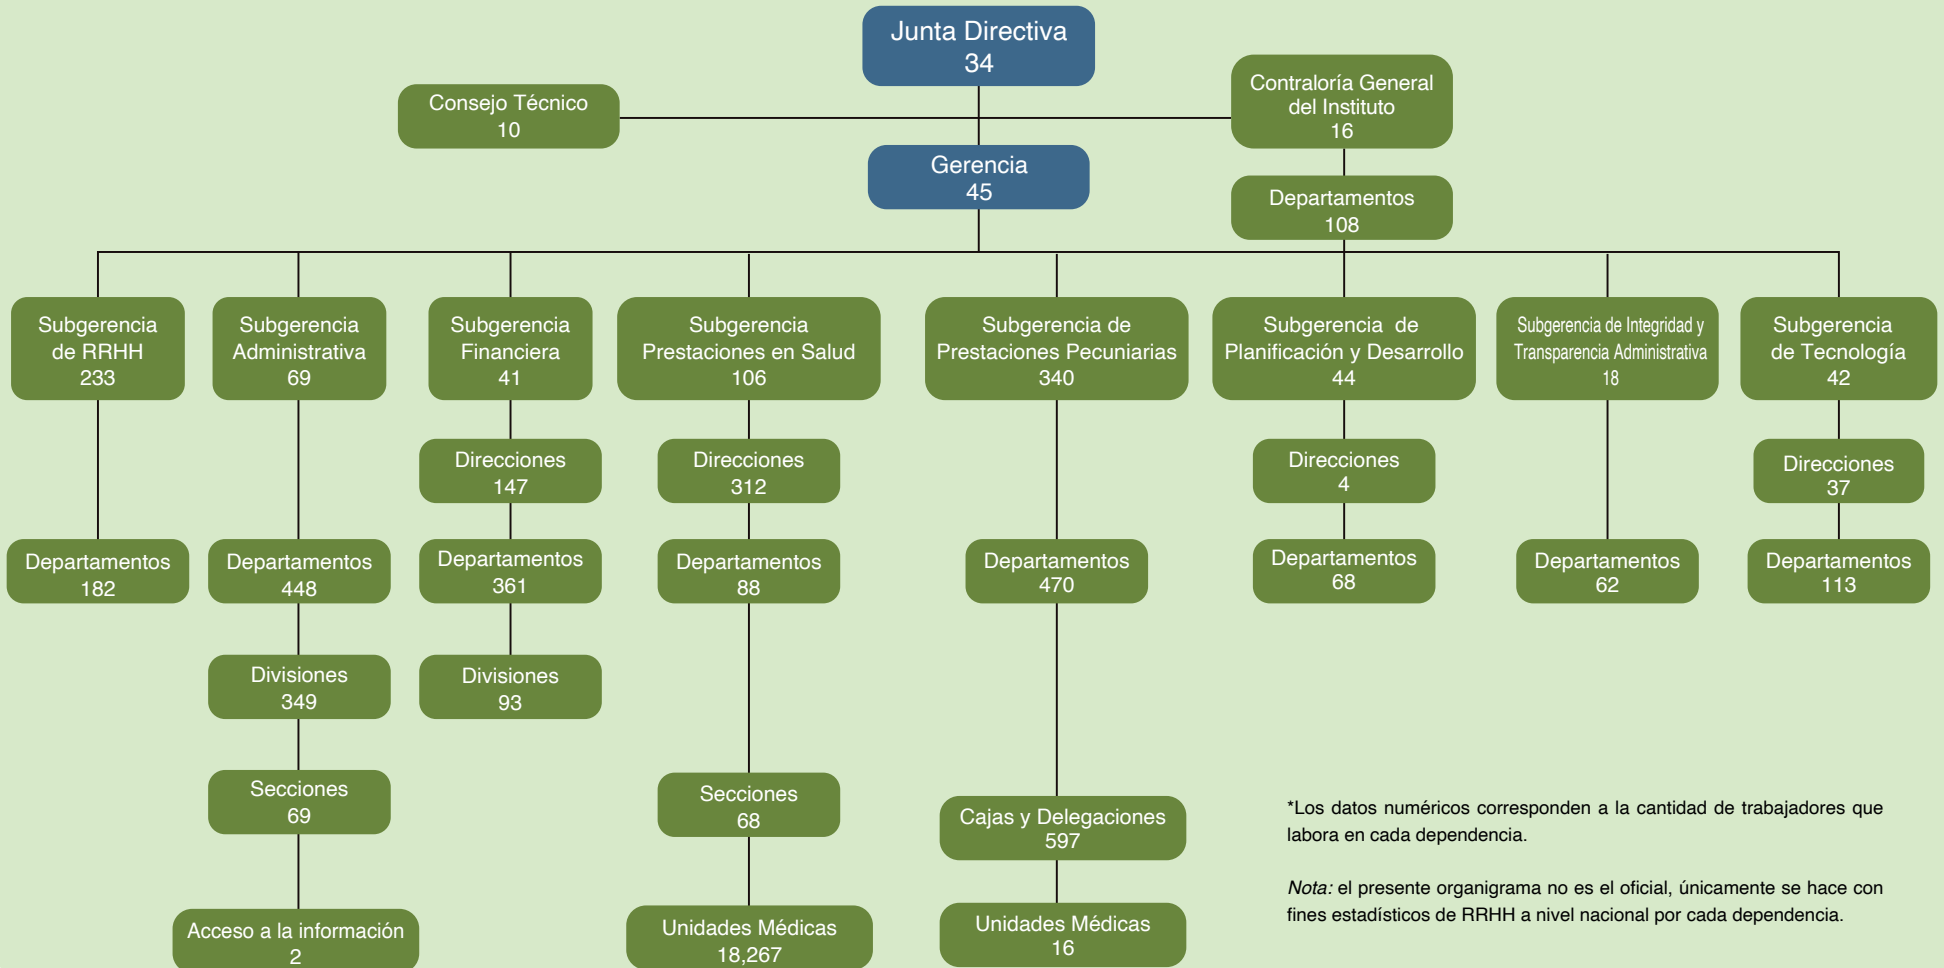 Junta Directiva
34
Consejo Técnico
10
Contraloría General
del Instituto
16
Gerencia
45
Departamentos
108
Subgerencia
de RRHH
233
Subgerencia
Administrativa
69
Subgerencia
Financiera
41
Subgerencia
Prestaciones en Salud
106
Subgerencia de
Prestaciones Pecuniarias
340
Subgerencia de
Planificación y Desarrollo
44
Subgerencia de Integridad y
Transparencia Administrativa
18
Subgerencia
de Tecnología
42
Direcciones
147
Direcciones
312
Direcciones
4
Direcciones
37
Departamentos
182
Departamentos
448
Departamentos
361
Departamentos
88
Departamentos
470
Departamentos
68
Departamentos
62
Departamentos
113
Divisiones
349
Divisiones
93
Secciones
69
Secciones
68
Cajas y Delegaciones
597
Acceso a la información
2
Unidades Médicas
18,267
Unidades Médicas
16
*Los datos numéricos corresponden a la cantidad de trabajadores que
labora en cada dependencia.
Nota: el presente organigrama no es el oficial, únicamente se hace con
fines estadísticos de RRHH a nivel nacional por cada dependencia.